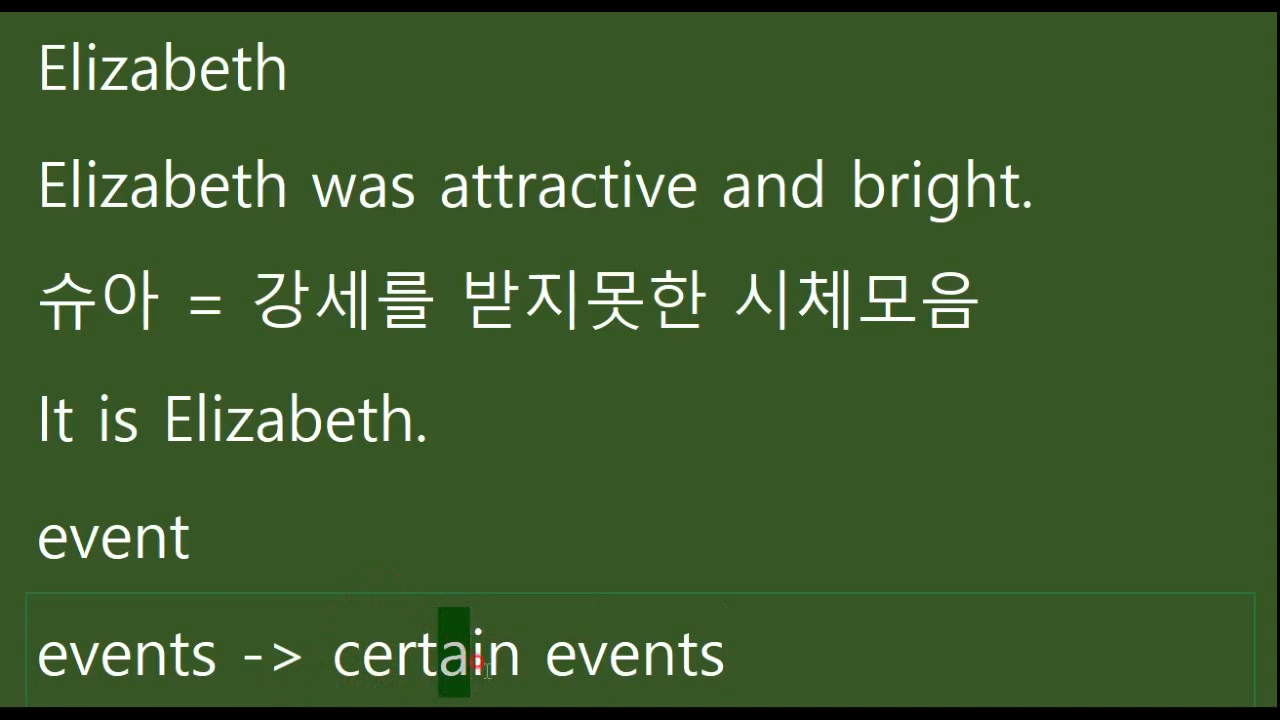 Elizabeth
Elizabeth was attractive and bright.
슈아 = 강세를 받지못한 시체모음
It is Elizabeth.
event
events -> certain events